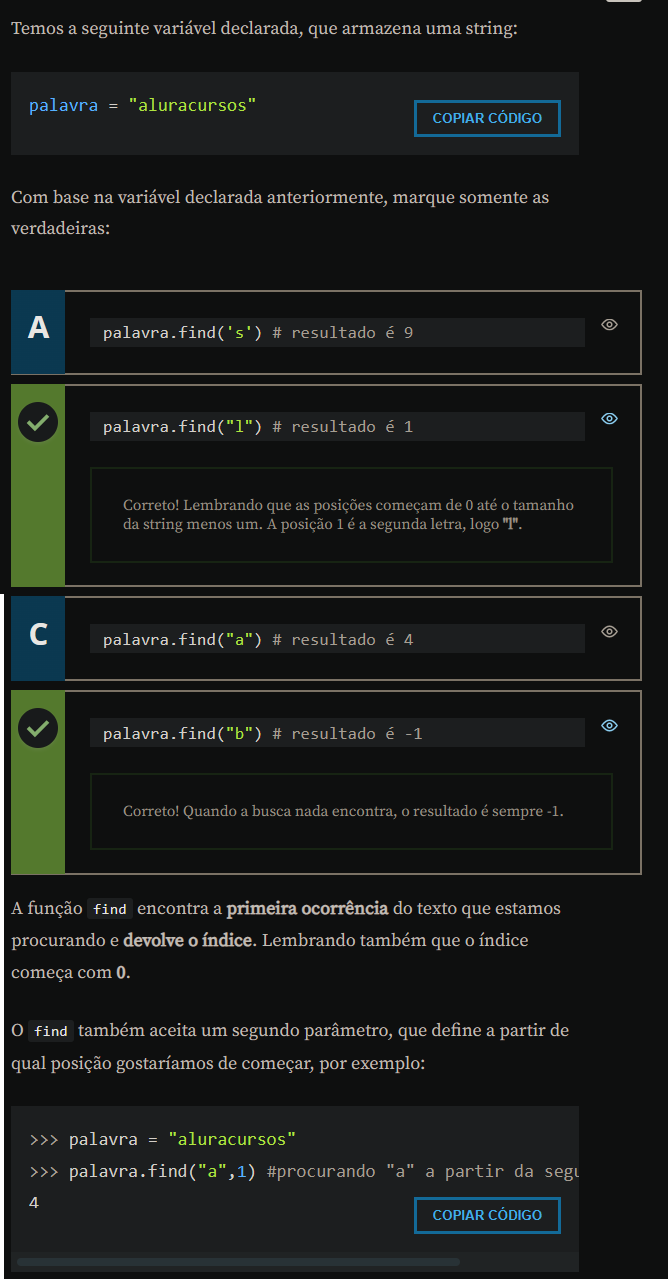 Temos a seguinte variável declarada, que armazena uma string:
palavra = "aluracursos"
COPIAR CÓDIGO
Com base na variável declarada anteriormente, marque somente as
verdadeiras:
A
palavra.find('s') # resultado é 9
palavra.find("l") # resultado é 1
Correto! Lembrando que as posições começam de 0 até o tamanho
da string menos um. A posição 1 é a segunda letra, logo "l".
C
palavra.find("a") # resultado é 4
palavra.find("b") # resultado é -1
Correto! Quando a busca nada encontra, o resultado é sempre -1.
A função find encontra a primeira ocorrência do texto que estamos
procurando e devolve o índice. Lembrando também que o índice
começa com 0.
O find também aceita um segundo parâmetro, que define a partir de
qual posição gostaríamos de começar, por exemplo:
>>> palavra = "aluracursos"
>>> palavra.find("a",1) #procurando "a" a partir da segu
4
COPIAR CÓDIGO